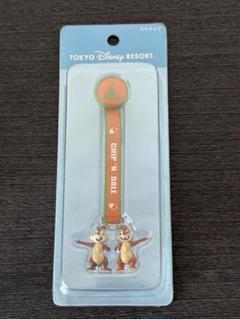 ストラップ
TOKYO Disney RESORT.
CHIP 'N DALE